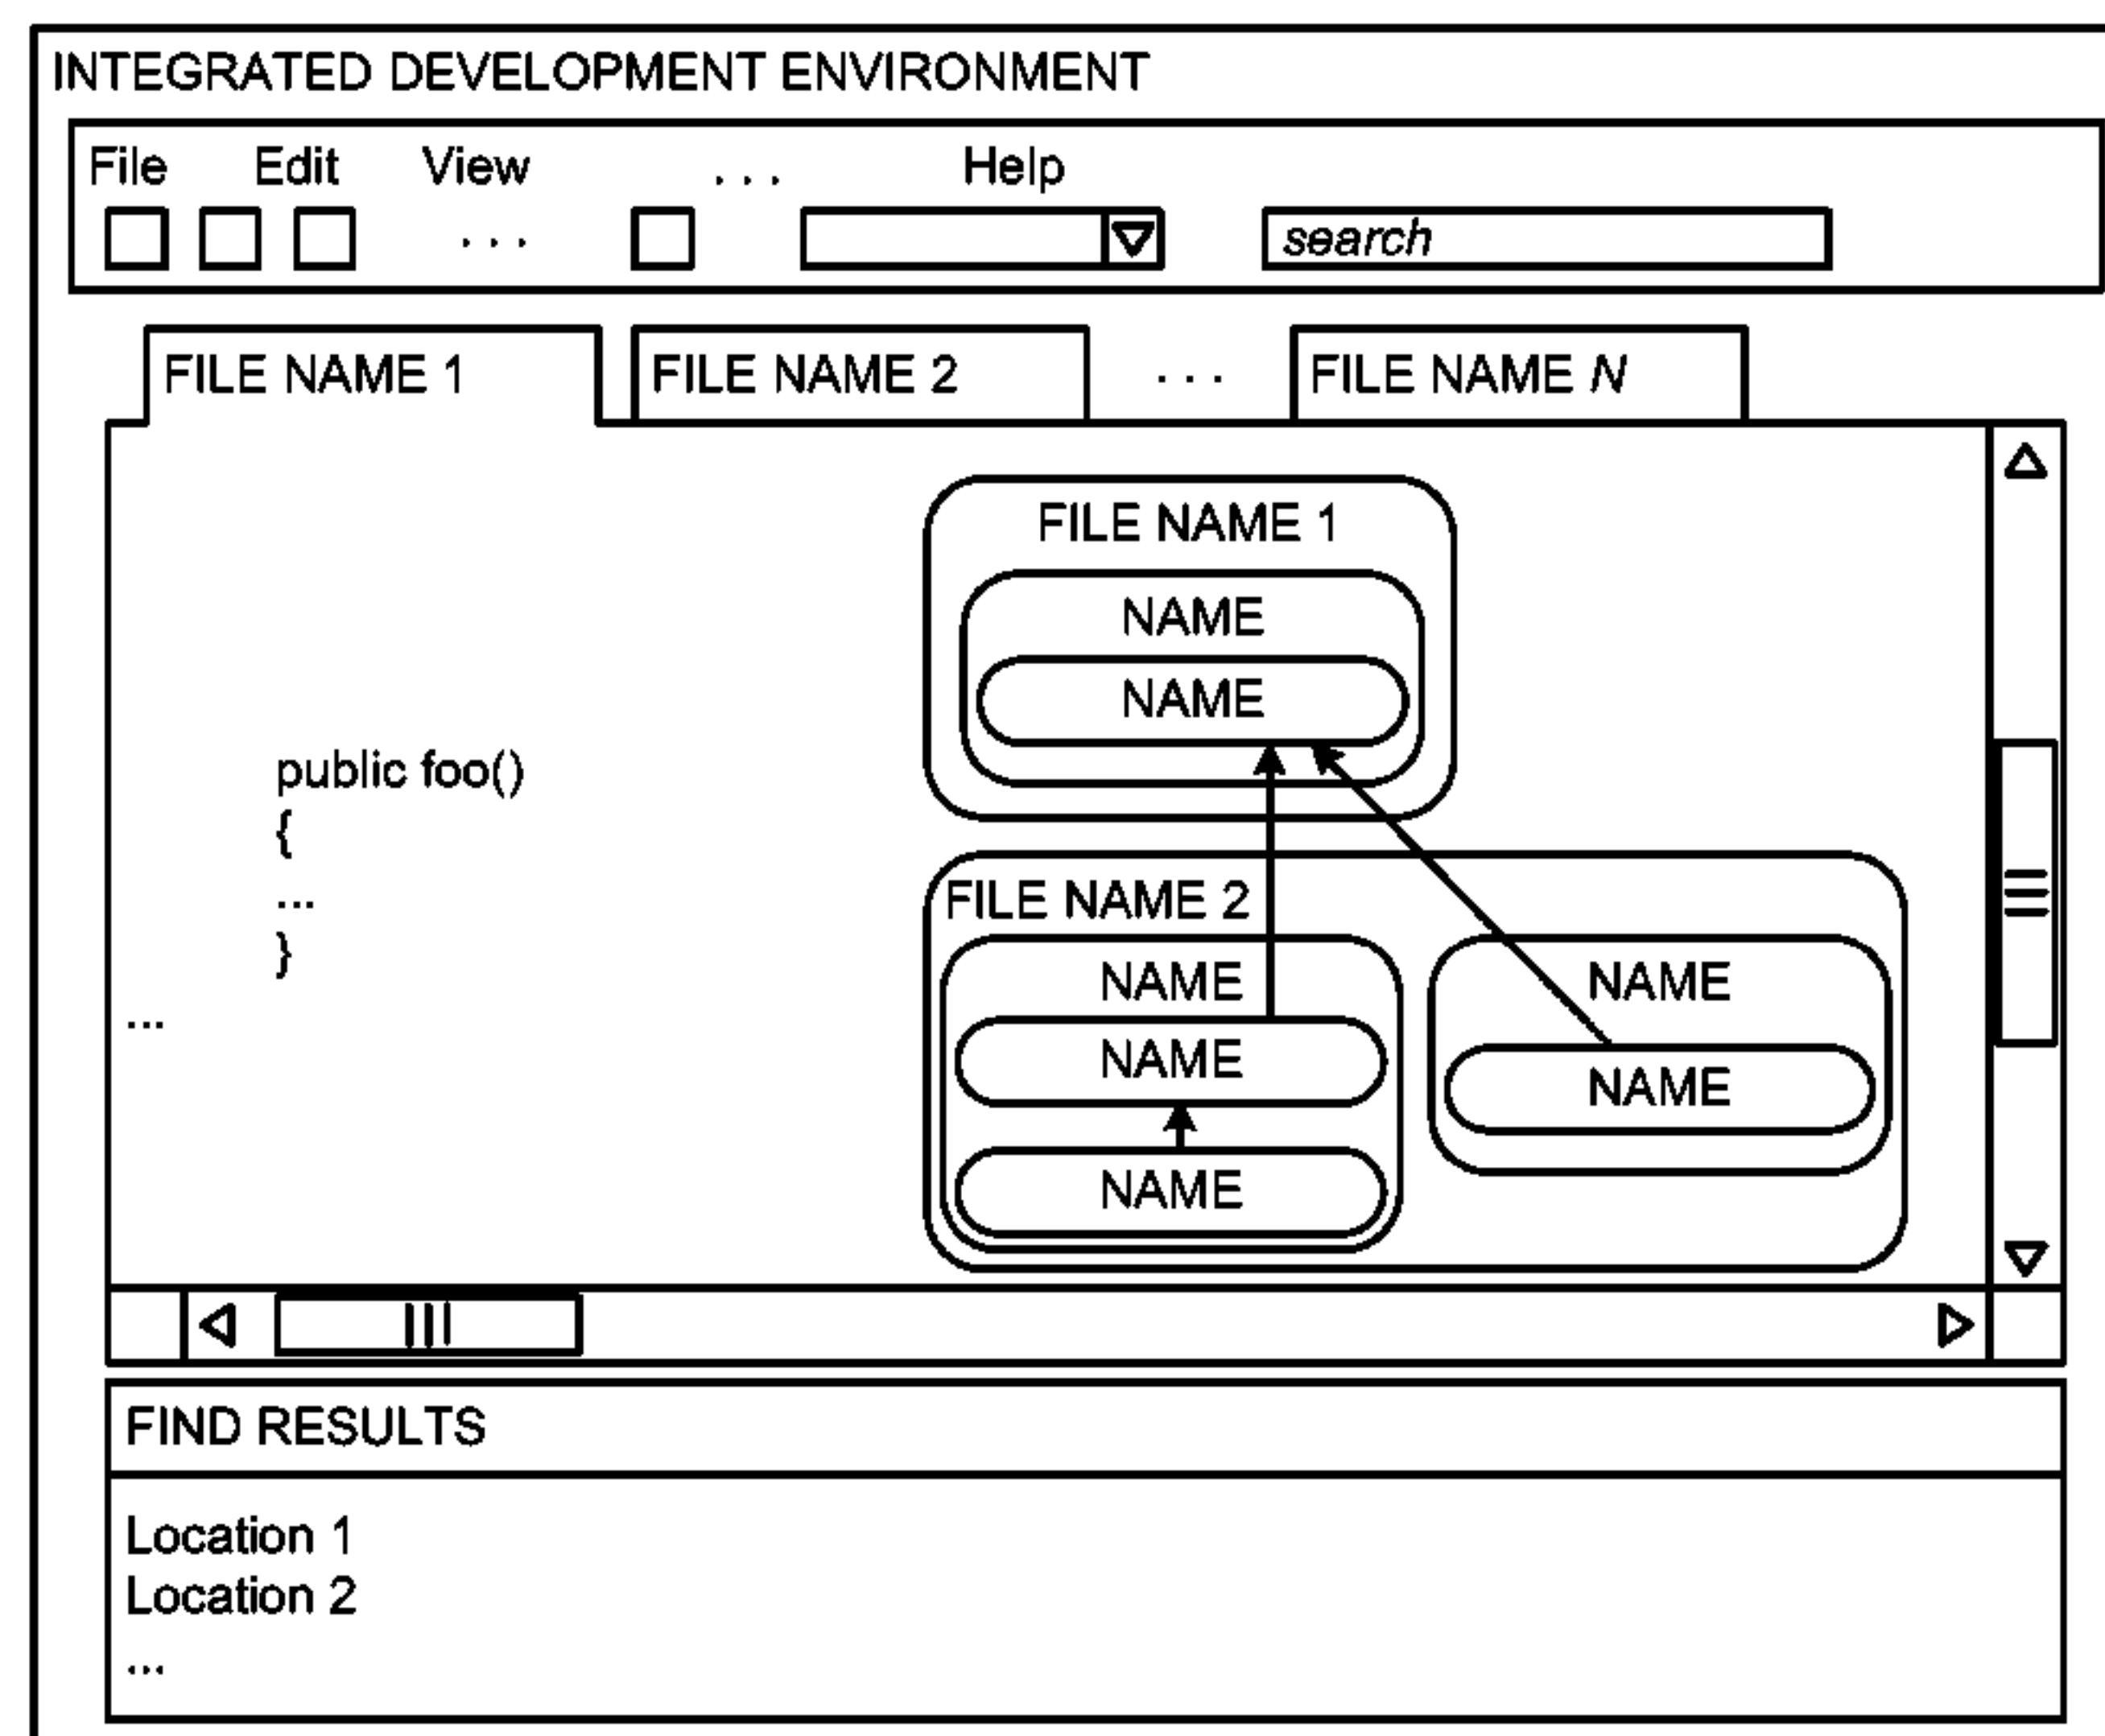 INTEGRATED DEVELOPMENT ENVIRONMENT
File Edit View . . . Help
. . . search
FILE NAME 1 FILE NAME 2 . . . FILE NAME N
public foo()
{
...
}
...
FILE NAME 1
NAME
NAME
FILE NAME 2
NAME
NAME
NAME
NAME
NAME
FIND RESULTS
Location 1
Location 2
...